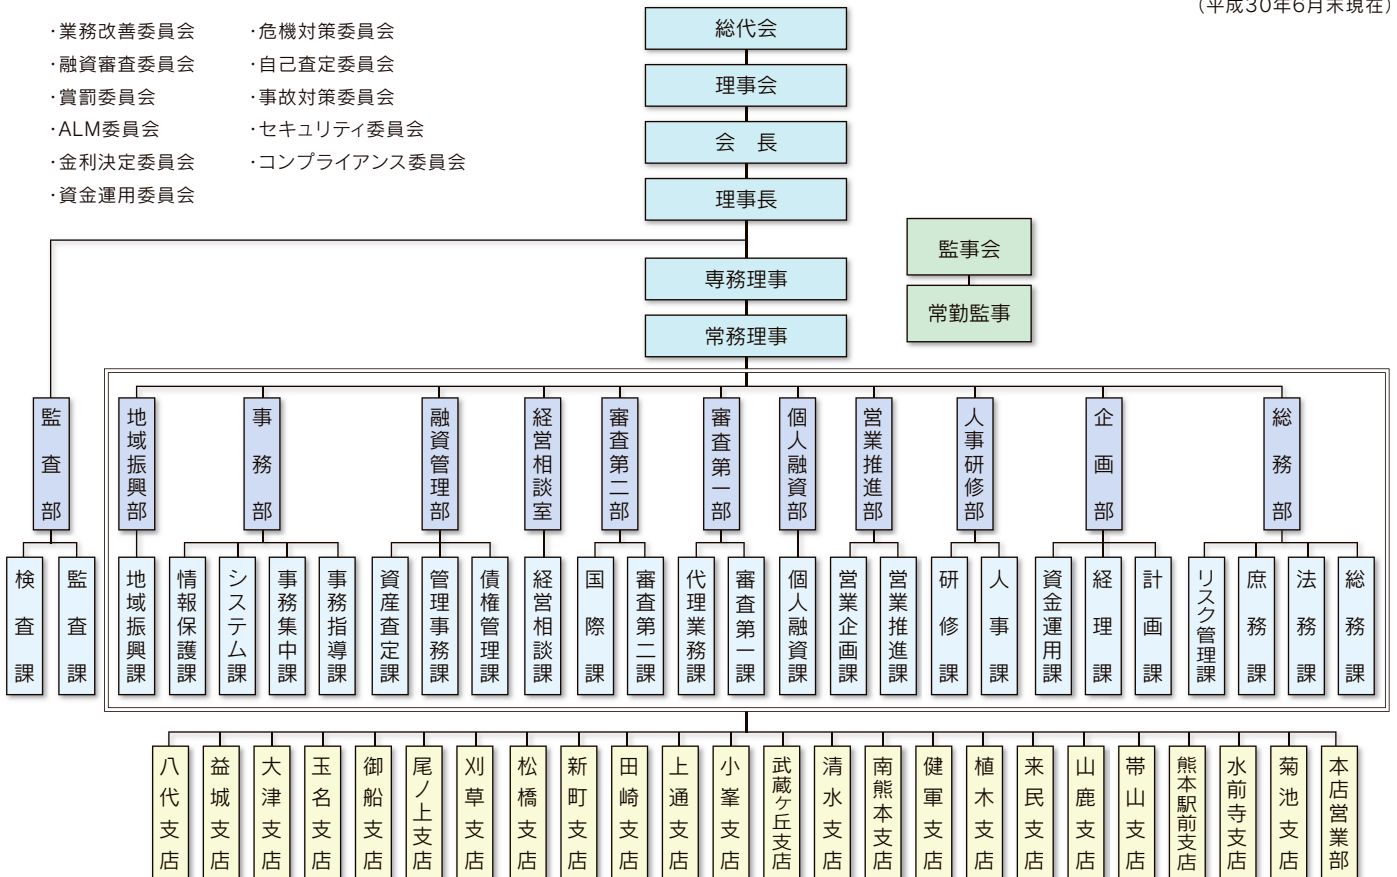 (平成30年6月末現在)
・業務改善委員会
・融資審査委員会
・賞罰委員会
・ALM委員会
・金利決定委員会
・資金運用委員会
・危機対策委員会
・自己査定委員会
・事故対策委員会
・セキュリティ委員会
・コンプライアンス委員会
総代会
理事会
会　長
理事長
専務理事
常務理事
監事会
常勤監事
監査部
地域振興部
事務部
融資管理部
経営相談室
審査第二部
審査第一部
個人融資部
営業推進部
人事研修部
企画部
総務部
検査課
監査課
地域振興課
情報保護課
システム課
事務集中課
事務指導課
資産査定課
管理事務課
債権管理課
経営相談課
国際課
審査第二課
代理業務課
審査第一課
個人融資課
営業企画課
営業推進課
研修課
人事課
資金運用課
経理課
計画課
リスク管理課
庶務課
法務課
総務課
八代支店
益城支店
大津支店
玉名支店
御船支店
尾ノ上支店
刈草支店
松橋支店
新町支店
田崎支店
上通支店
小峯支店
武蔵ヶ丘支店
清水支店
南熊本支店
健軍支店
植木支店
来民支店
山鹿支店
帯山支店
熊本駅前支店
水前寺支店
菊池支店
本店営業部